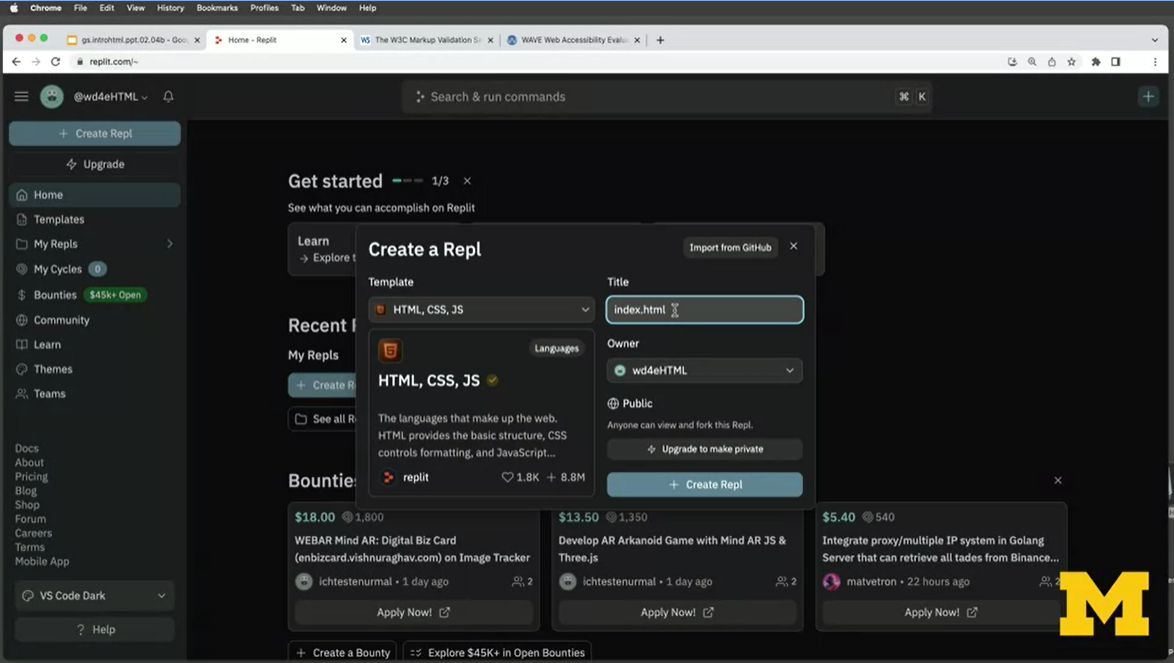 Chrome File Edit View History Bookmarks Profiles Tab Window Help
gs.introhtml.ppt.02.04b - Goo
Home - Replit
The W3C Markup Validation Se
WAVE Web Accessibility Evalua
replit.com/~
@wd4eHTML
Search & run commands
⌘ K
+ Create Repl
Upgrade
Home
Templates
My Repls
My Cycles 0
$ Bounties $45k+ Open
Community
Learn
Themes
Teams
Docs
About
Pricing
Blog
Shop
Forum
Careers
Terms
Mobile App
VS Code Dark
? Help
Get started 1/3
See what you can accomplish on Replit
Learn
→ Explore t
Recent
My Repls
+ Create R
See all R
Create a Repl
Import from GitHub
Template
HTML, CSS, JS
Languages
HTML, CSS, JS
The languages that make up the web.
HTML provides the basic structure, CSS
controls formatting, and JavaScript...
replit 1.8K + 8.8M
Title
index.html
Owner
wd4eHTML
Public
Anyone can view and fork this Repl.
Upgrade to make private
+ Create Repl
Bountie
$18.00 1,800
WEBAR Mind AR: Digital Biz Card
(enbizcard.vishnuraghav.com) on Image Tracker
ichtestenurmal • 1 day ago 2
Apply Now!
$13.50 1,350
Develop AR Arkanoid Game with Mind AR JS &
Three.js
ichtestenurmal • 1 day ago 2
Apply Now!
$5.40 540
Integrate proxy/multiple IP system in Golang
Server that can retrieve all tades from Binance...
matvetron • 22 hours ago 2
Apply Now!
+ Create a Bounty
Explore $45K+ in Open Bounties
M